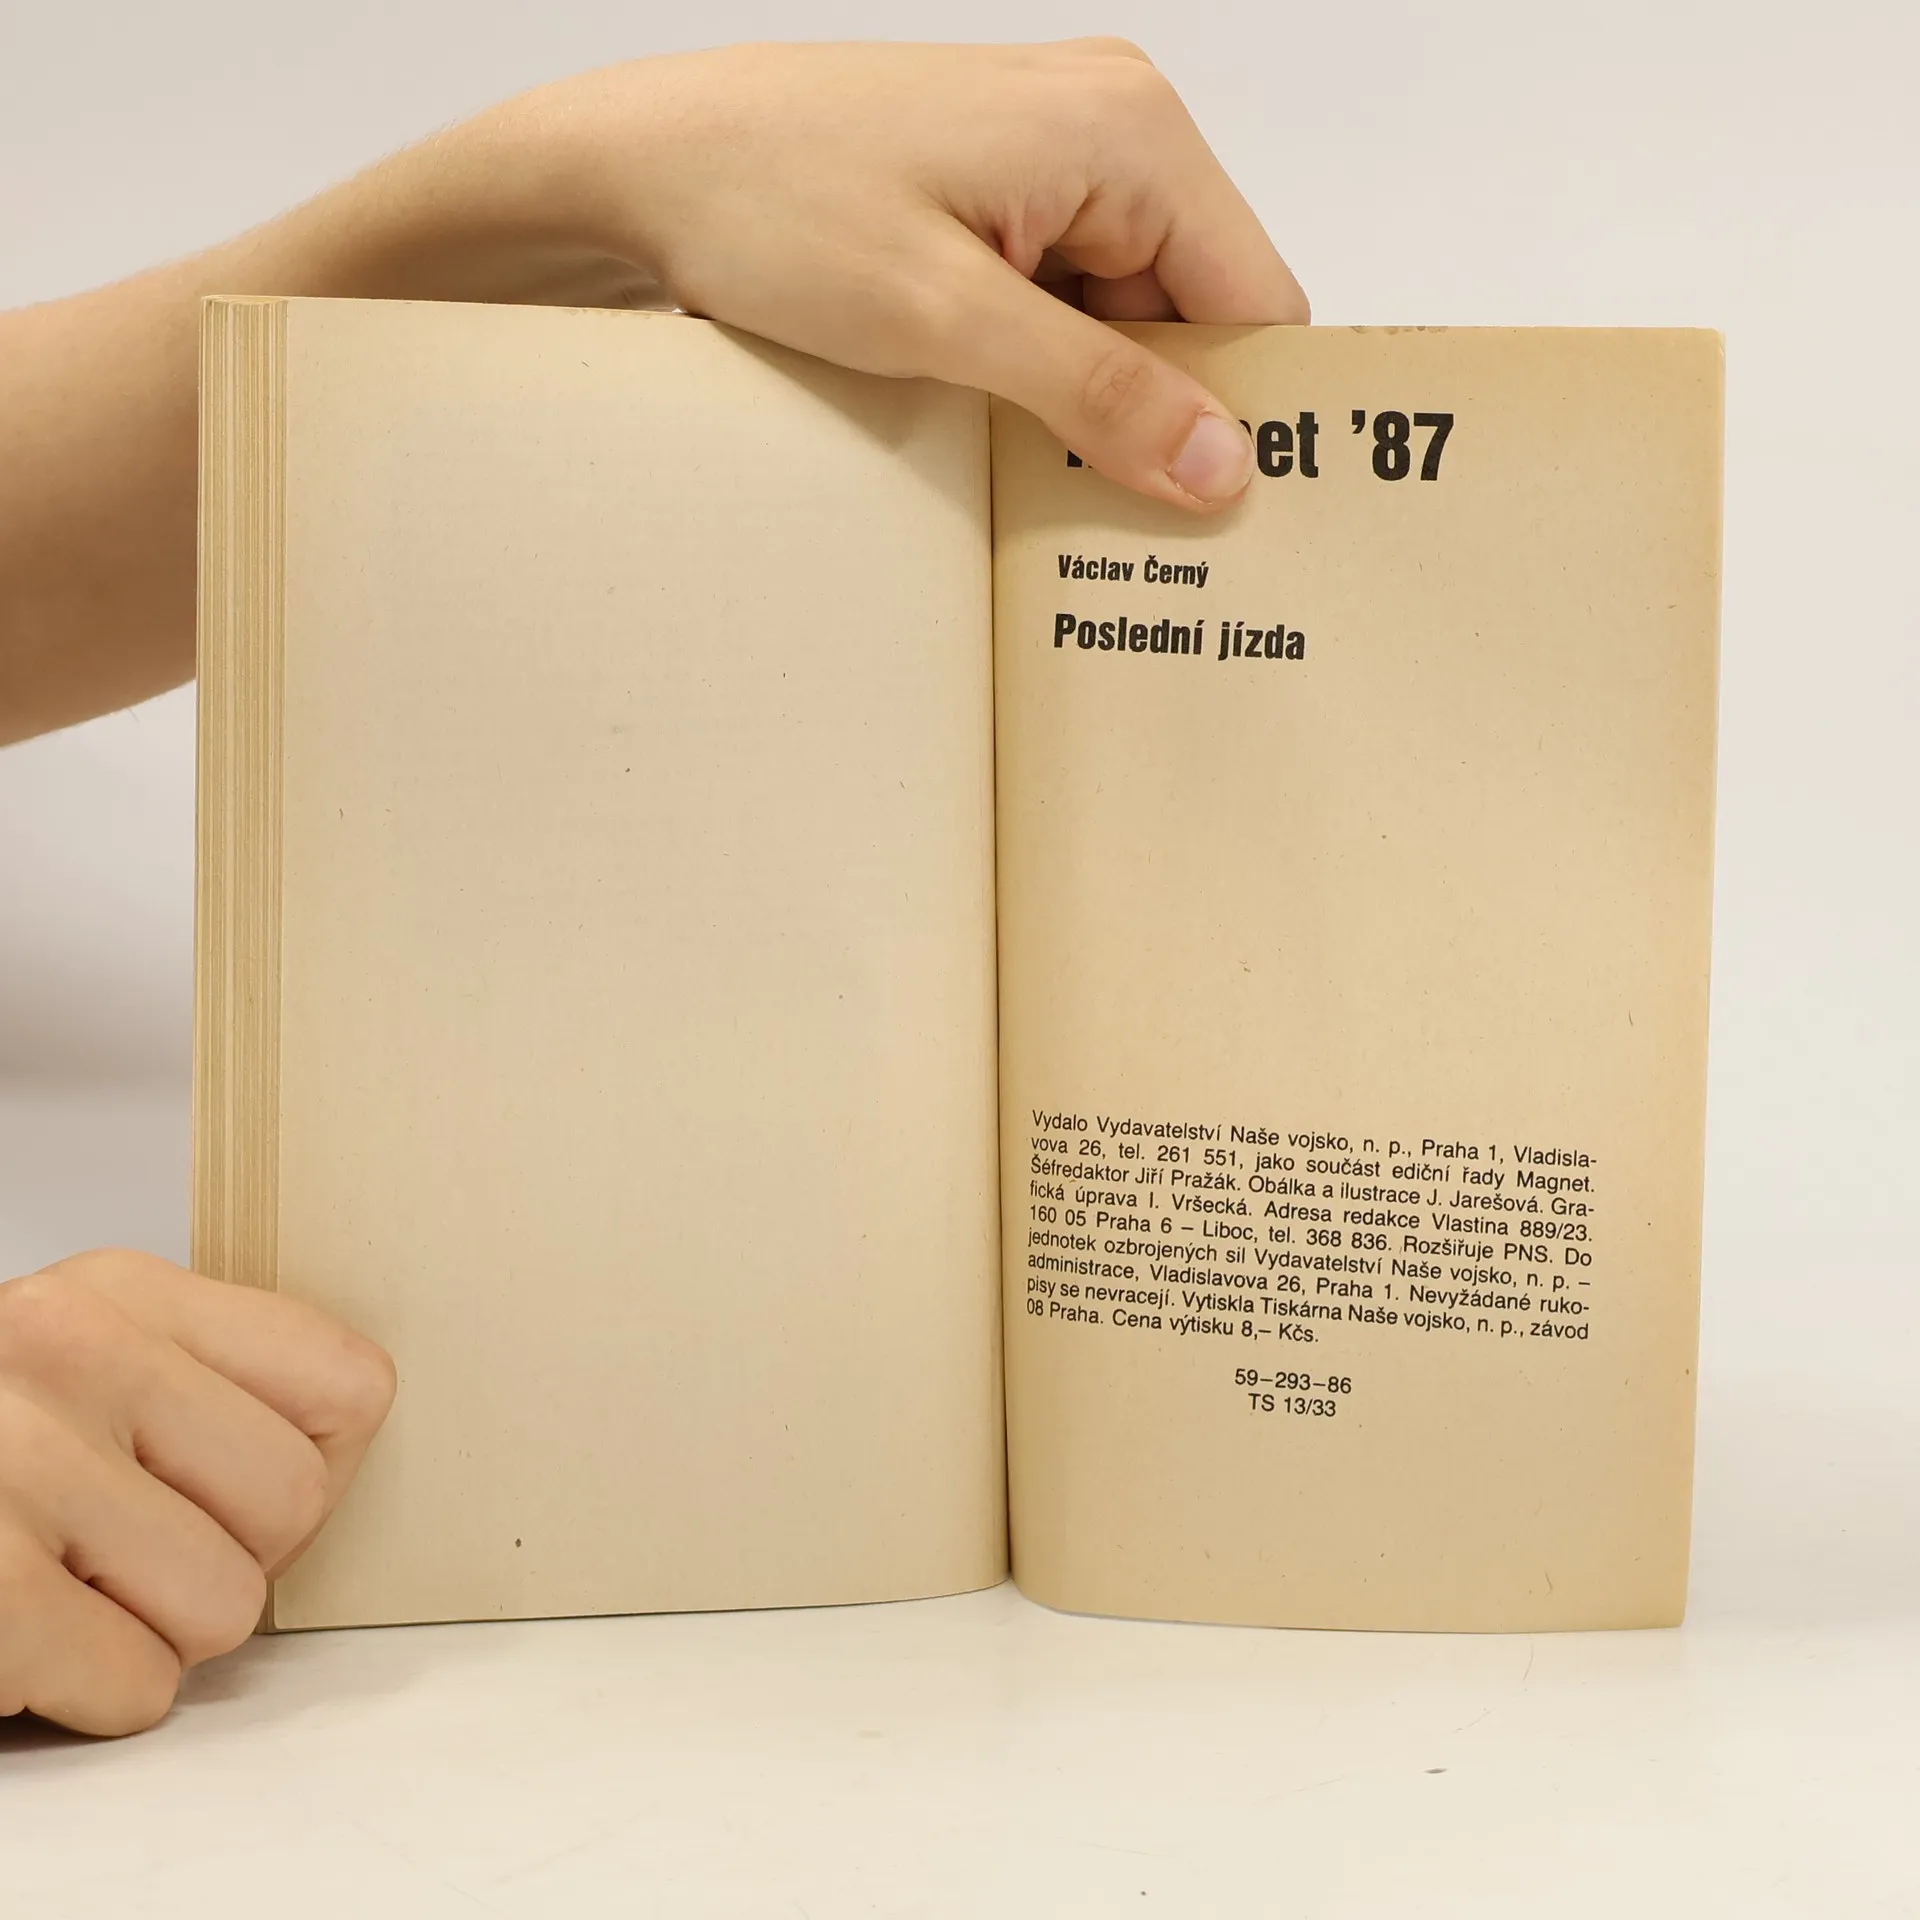 ’87
Václav Černý
Poslední jízda
Vydalo Vydavatelství Naše vojsko, n. p., Praha 1, Vladisla-
vova 26, tel. 261 551, jako součást ediční řady Magnet.
Šéfredaktor Jiří Pražák. Obálka a ilustrace J. Jarešová. Gra-
fická úprava I. Vršecká. Adresa redakce Vlastina 889/23.
160 05 Praha 6 – Liboc, tel. 368 836. Rozšiřuje PNS. Do
jednotek ozbrojených sil Vydavatelství Naše vojsko, n. p. –
administrace, Vladislavova 26, Praha 1. Nevyžádané ruko-
pisy se nevracejí. Vytiskla Tiskárna Naše vojsko, n. p., závod
08 Praha. Cena výtisku 8,– Kčs.
59–293–86
TS 13/33